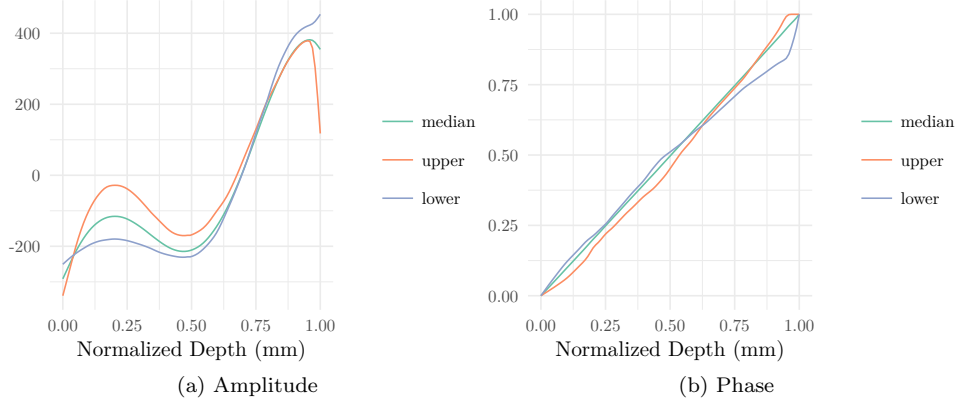 400
200
0
-200
0.00 0.25 0.50 0.75 1.00
Normalized Depth (mm)
median
upper
lower
(a) Amplitude
1.00
0.75
0.50
0.25
0.00
0.00 0.25 0.50 0.75 1.00
Normalized Depth (mm)
median
upper
lower
(b) Phase